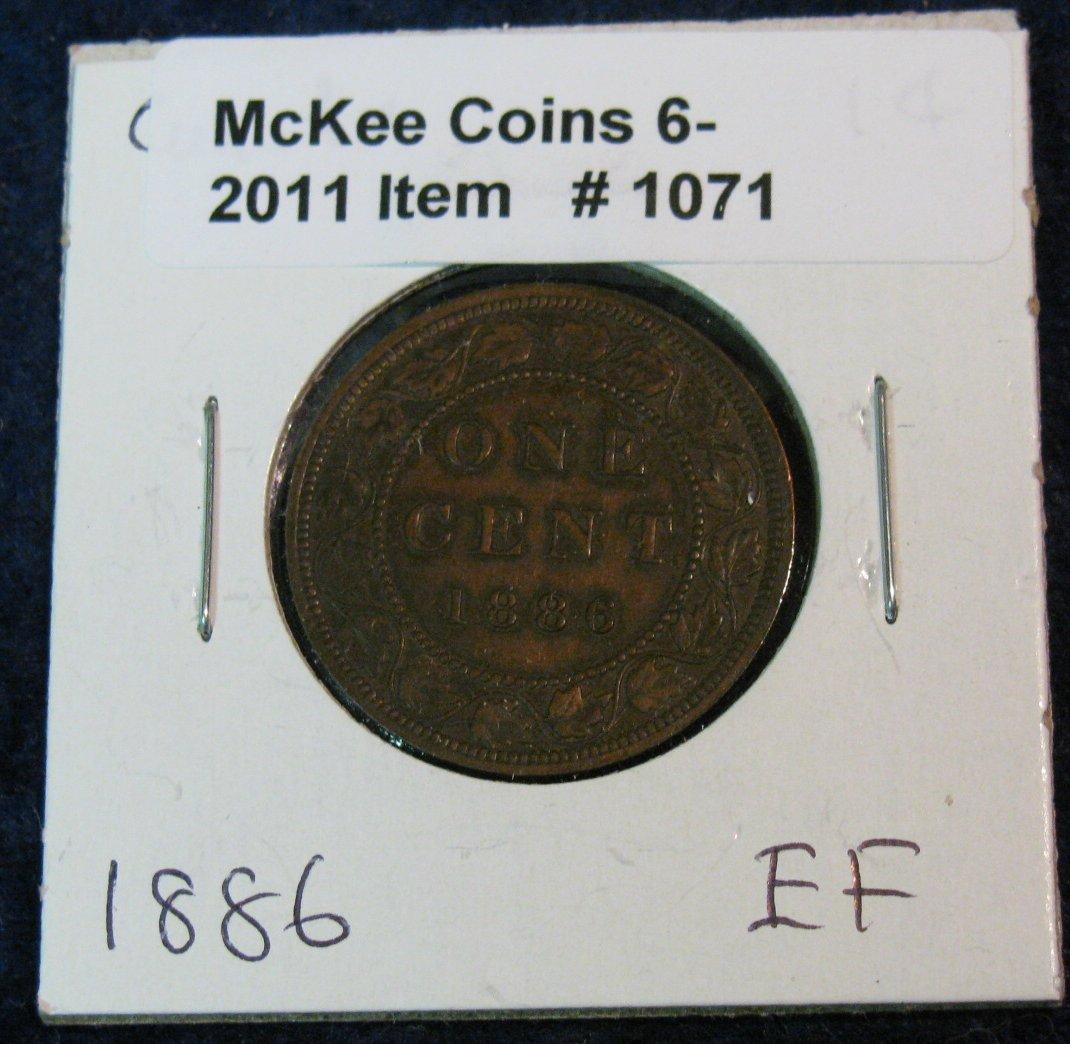 McKee Coins 6-
2011 Item # 1071
ONE
CENT
1886
1886 EF